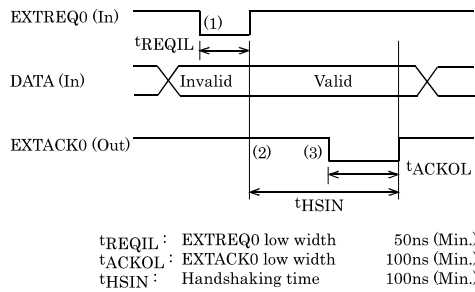 EXTREQ0 (In)
(1)
tREQIL
DATA (In)
Invalid
Valid
EXTACK0 (Out)
(2)
(3)
tACKOL
tHSIN
tREQIL : EXTREQ0 low width 50ns (Min.)
tACKOL : EXTACK0 low width 100ns (Min.)
tHSIN : Handshaking time 100ns (Min.)